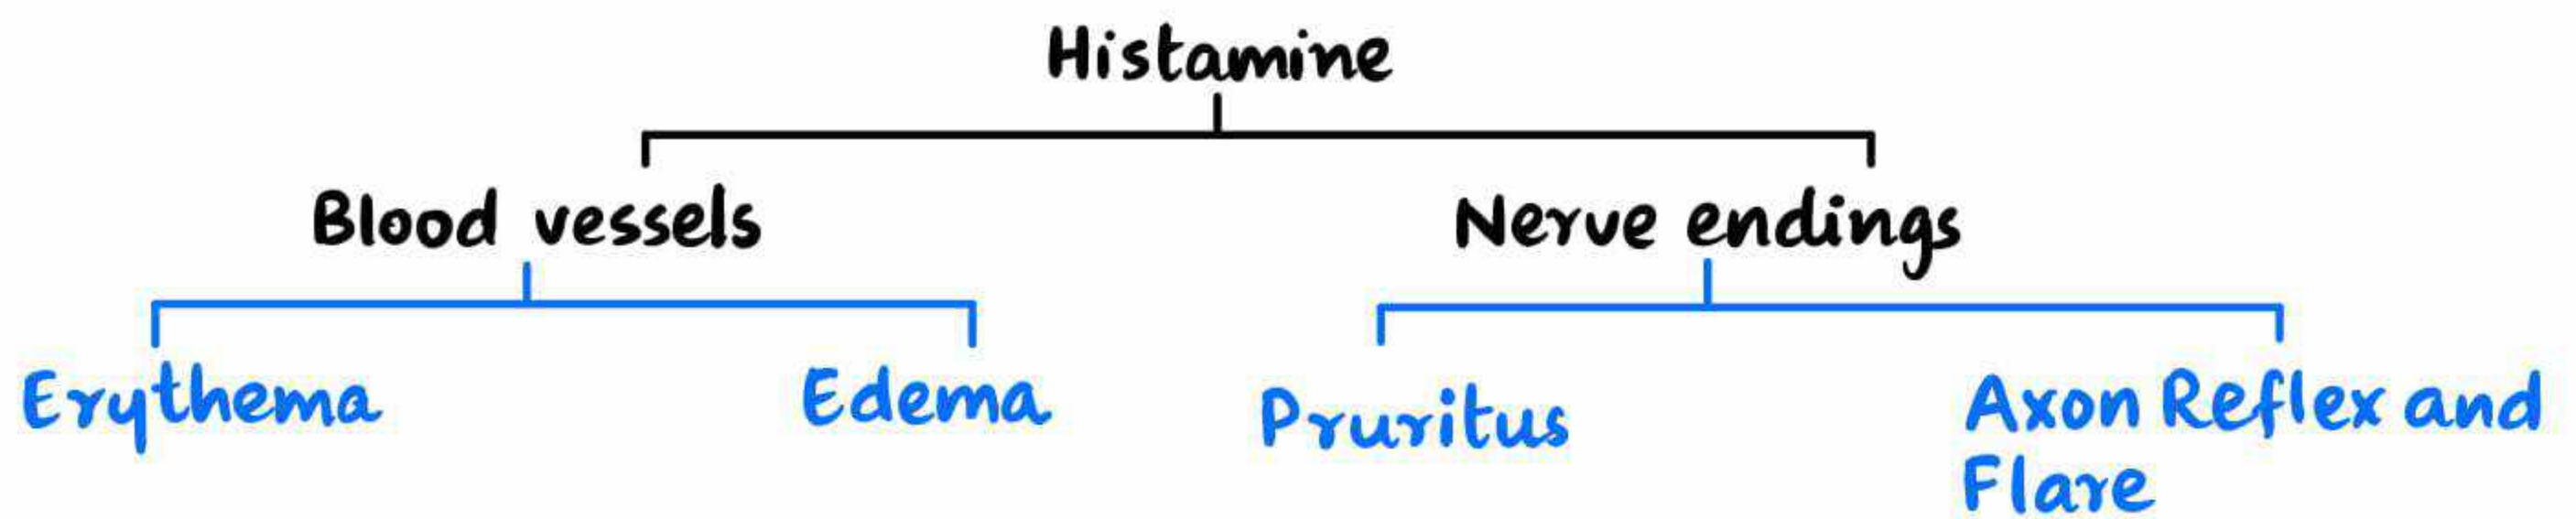 Histamine
Blood vessels
Nerve endings
Erythema
Edema
Pruritus
Axon Reflex and
Flare